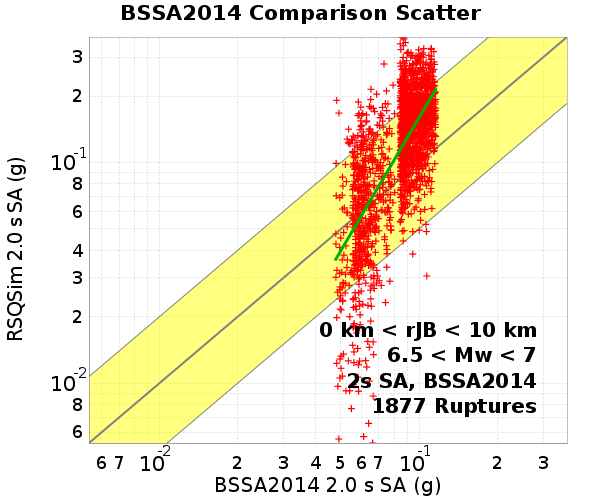 BSSA2014 Comparison Scatter
3
2
10^-1
8
6
4
3
2
10^-2
8
6
RSQSim 2.0 s SA (g)
0 km < rJB < 10 km
6.5 < Mw < 7
2s SA, BSSA2014
1877 Ruptures
6 7 10^-2 2 3 4 5 6 7 10^-1 2 3
BSSA2014 2.0 s SA (g)